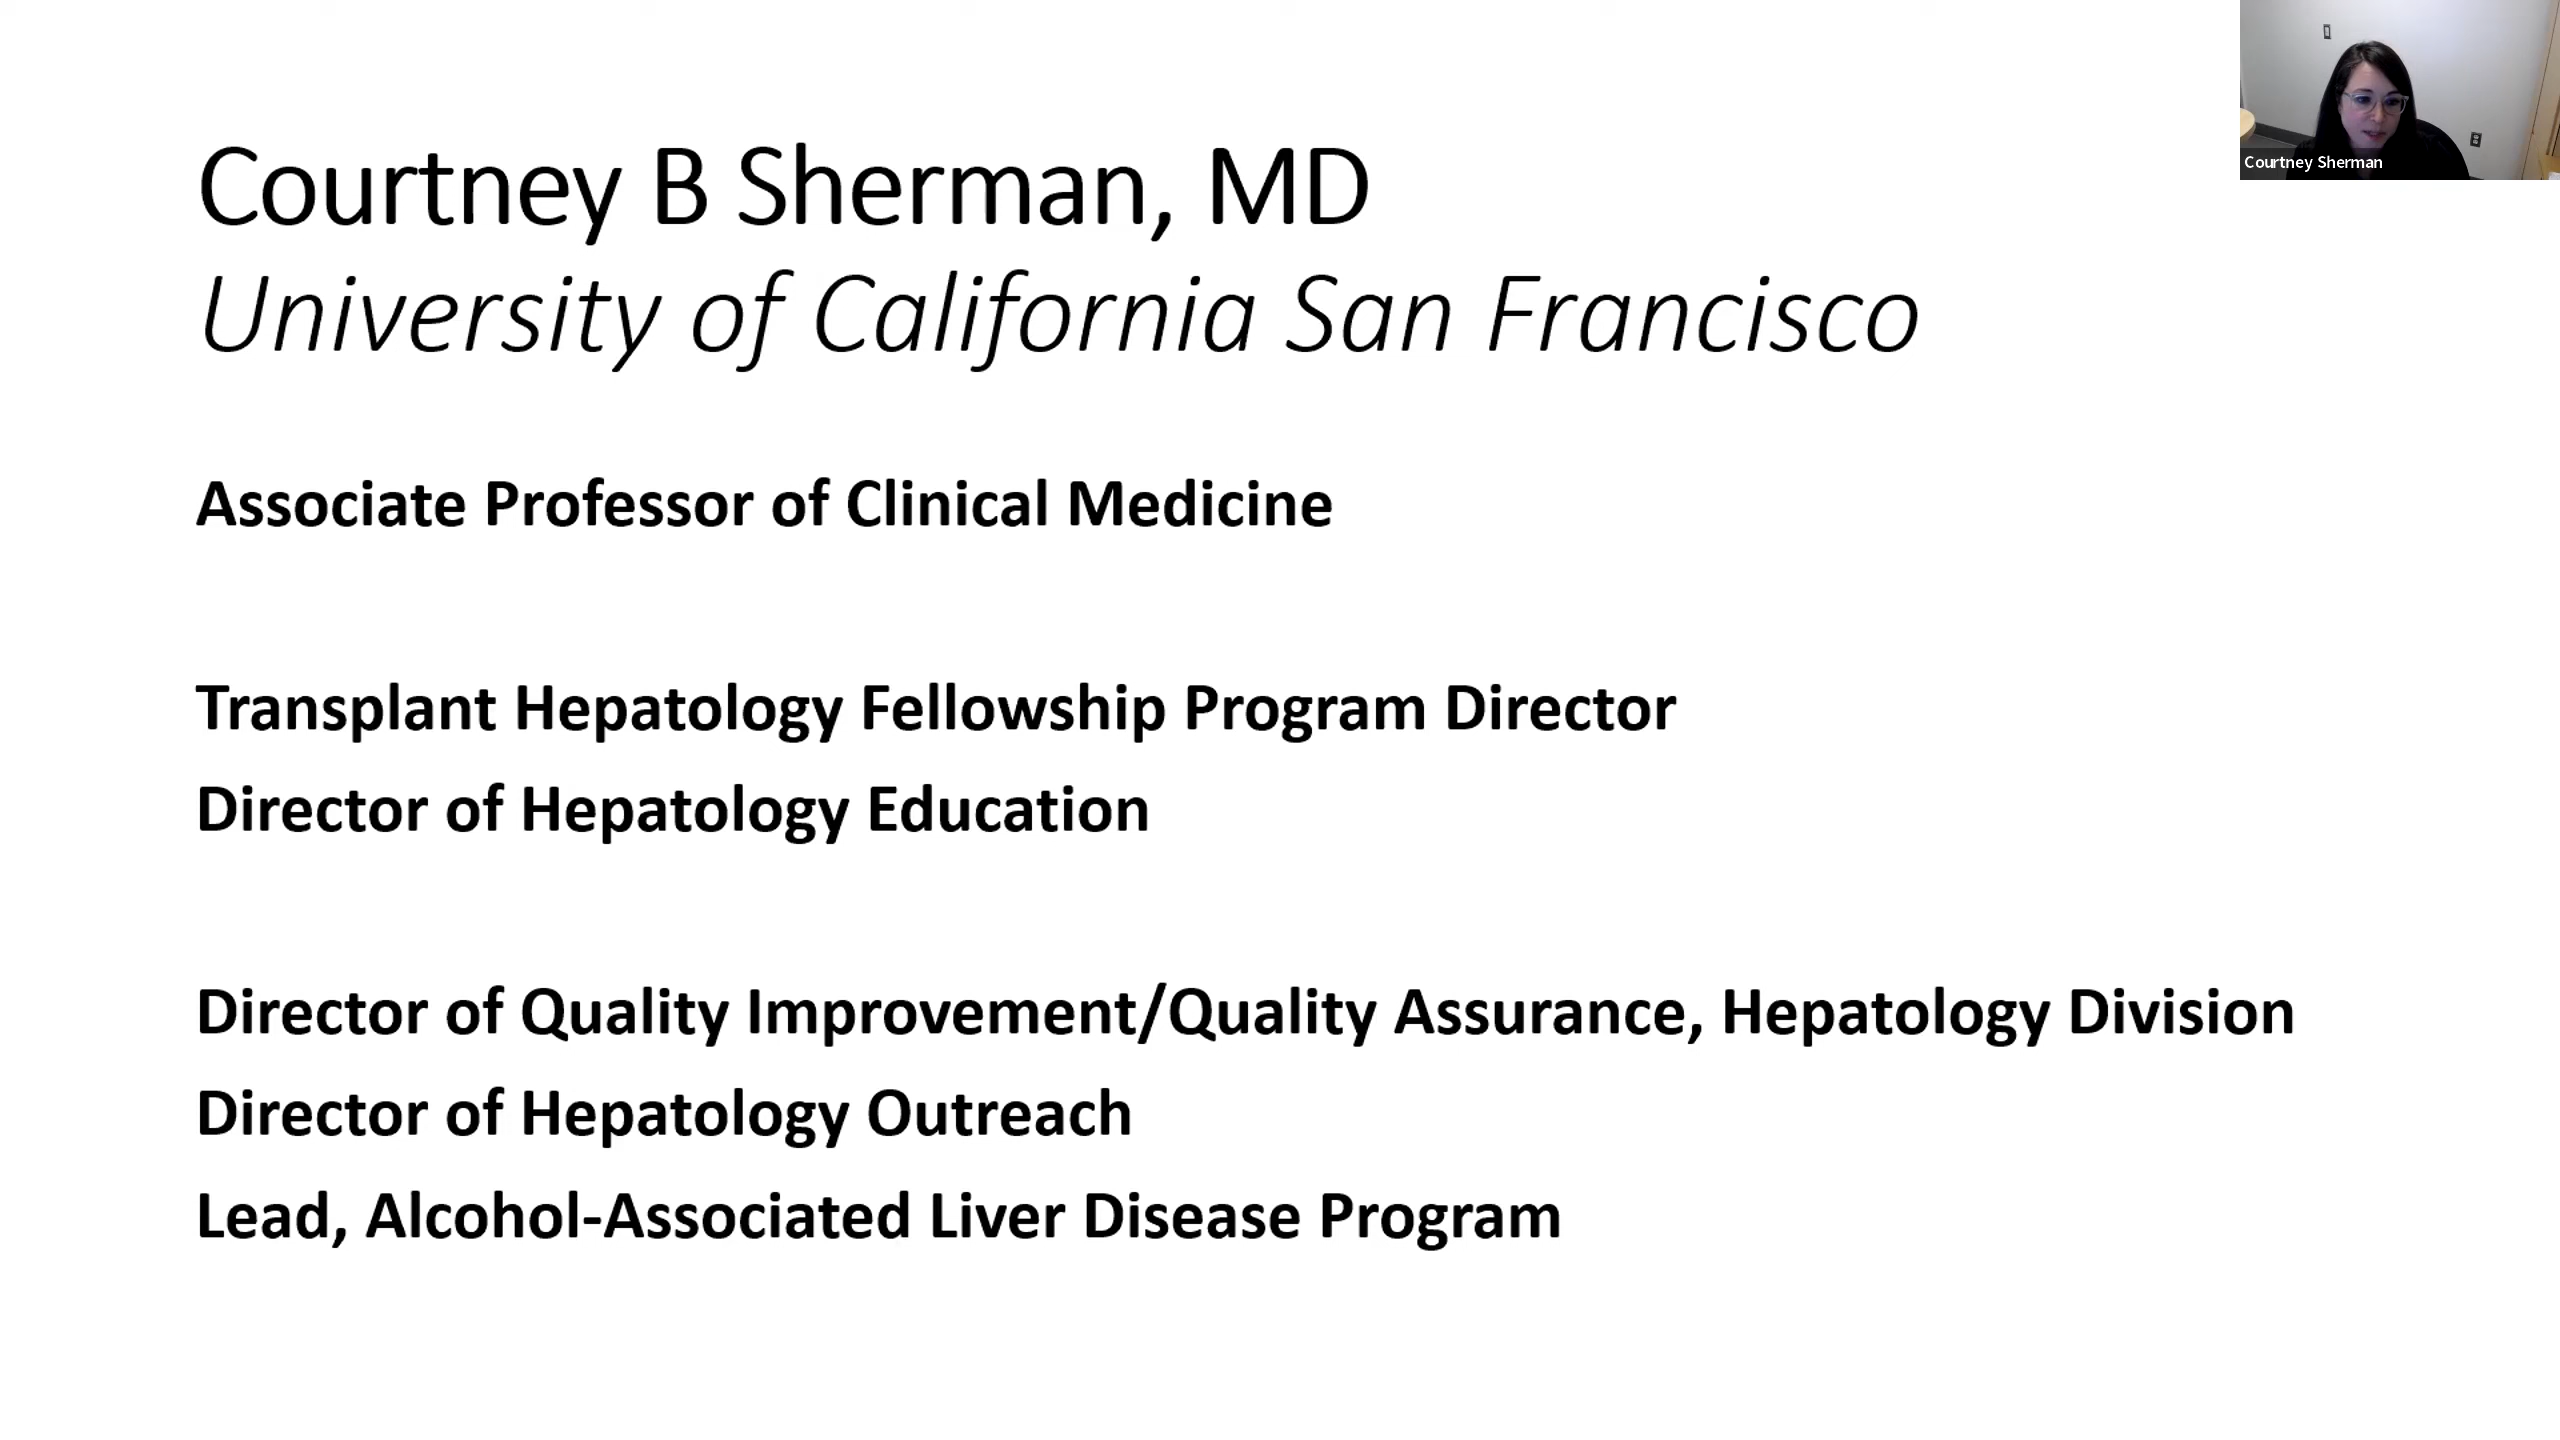 Courtney B Sherman, MD
University of California San Francisco
Associate Professor of Clinical Medicine
Transplant Hepatology Fellowship Program Director
Director of Hepatology Education
Director of Quality Improvement/Quality Assurance, Hepatology Division
Director of Hepatology Outreach
Lead, Alcohol-Associated Liver Disease Program
Courtney Sherman